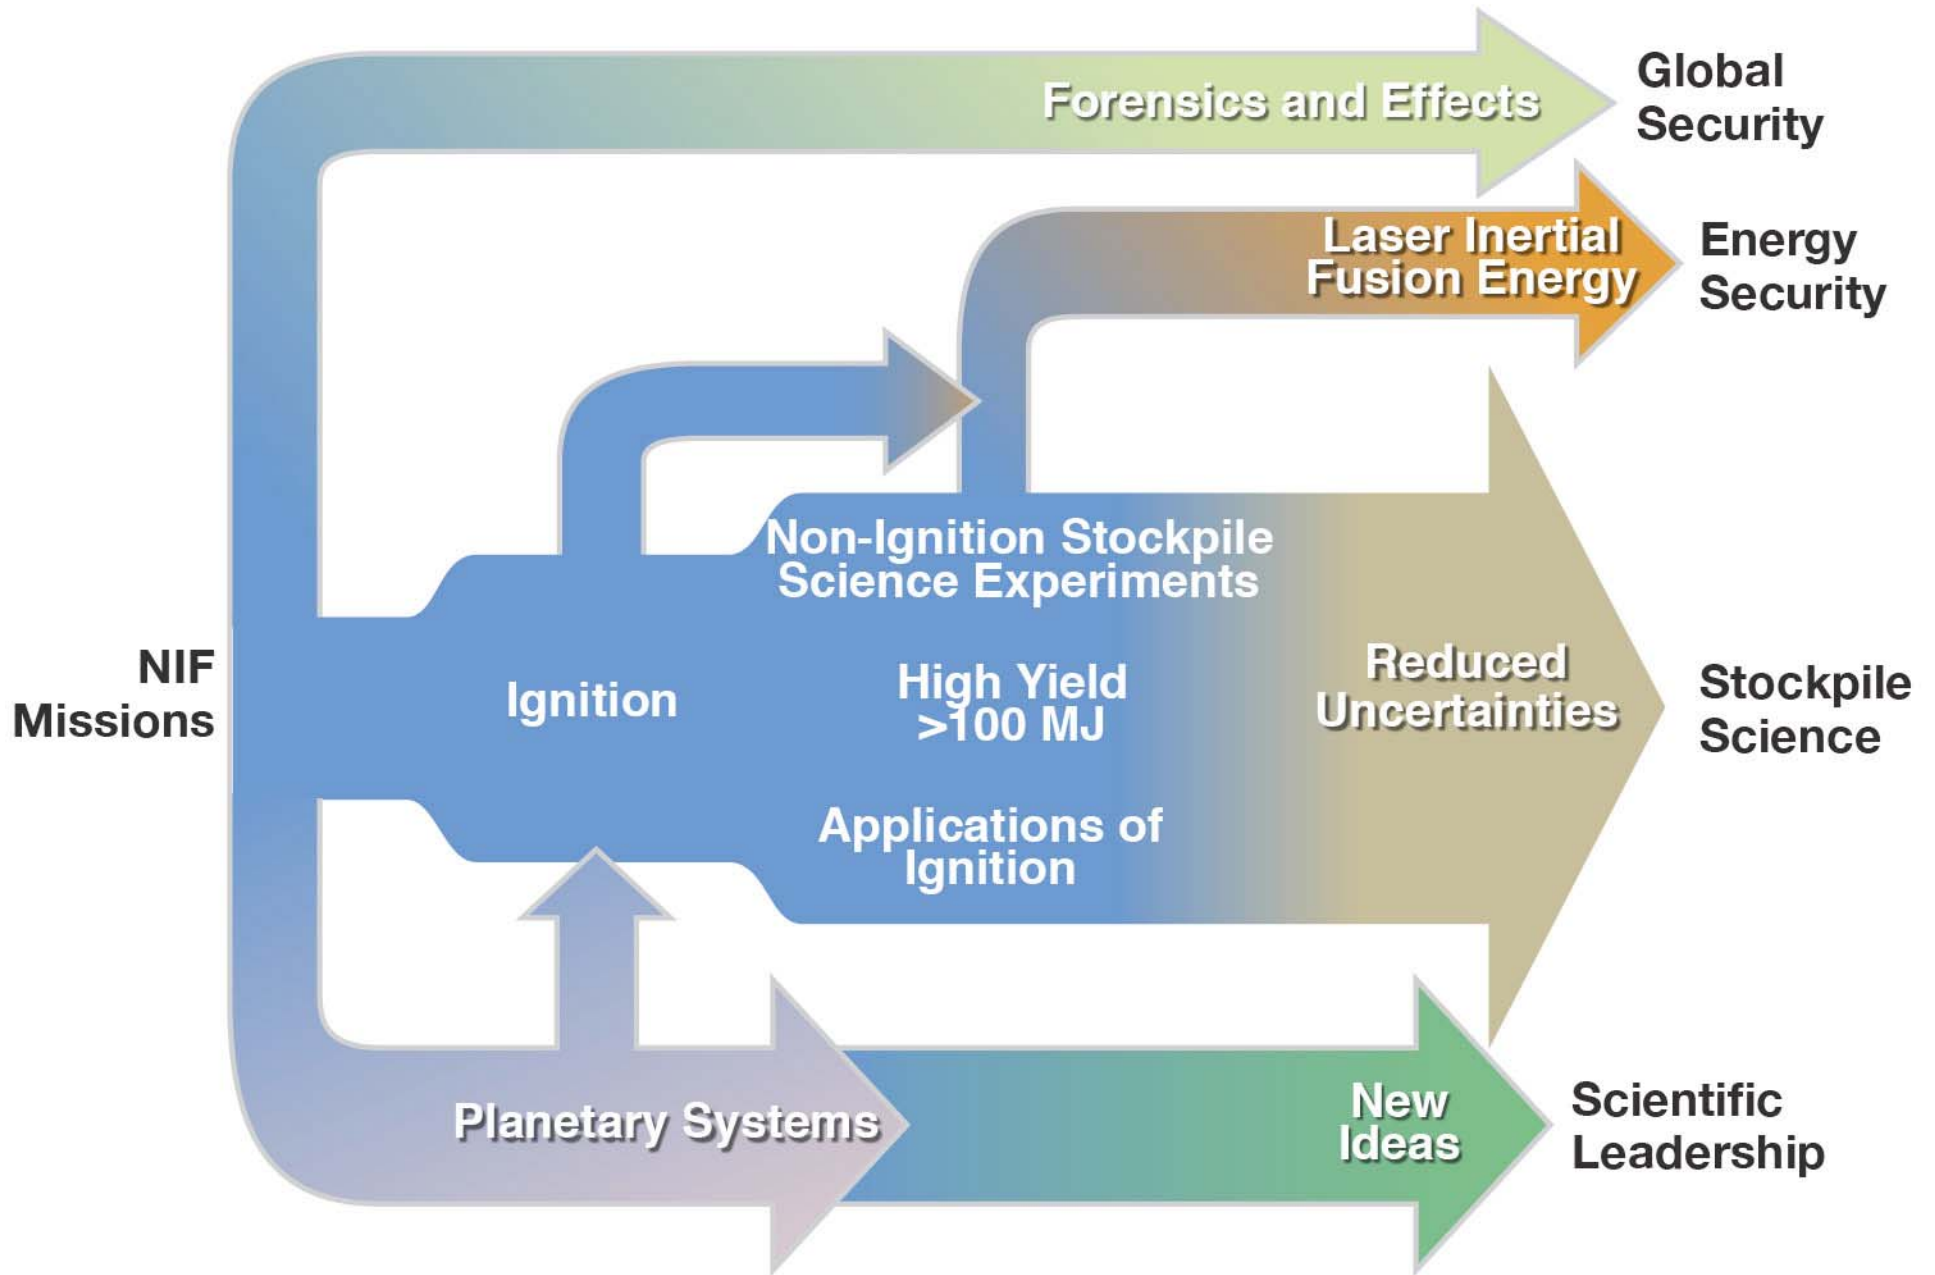 Forensics and Effects
Global
Security
Laser Inertial
Fusion Energy
Energy
Security
NIF
Missions
Ignition
Non-Ignition Stockpile
Science Experiments
High Yield
>100 MJ
Applications of
Ignition
Reduced
Uncertainties
Stockpile
Science
Planetary Systems
New
Ideas
Scientific
Leadership